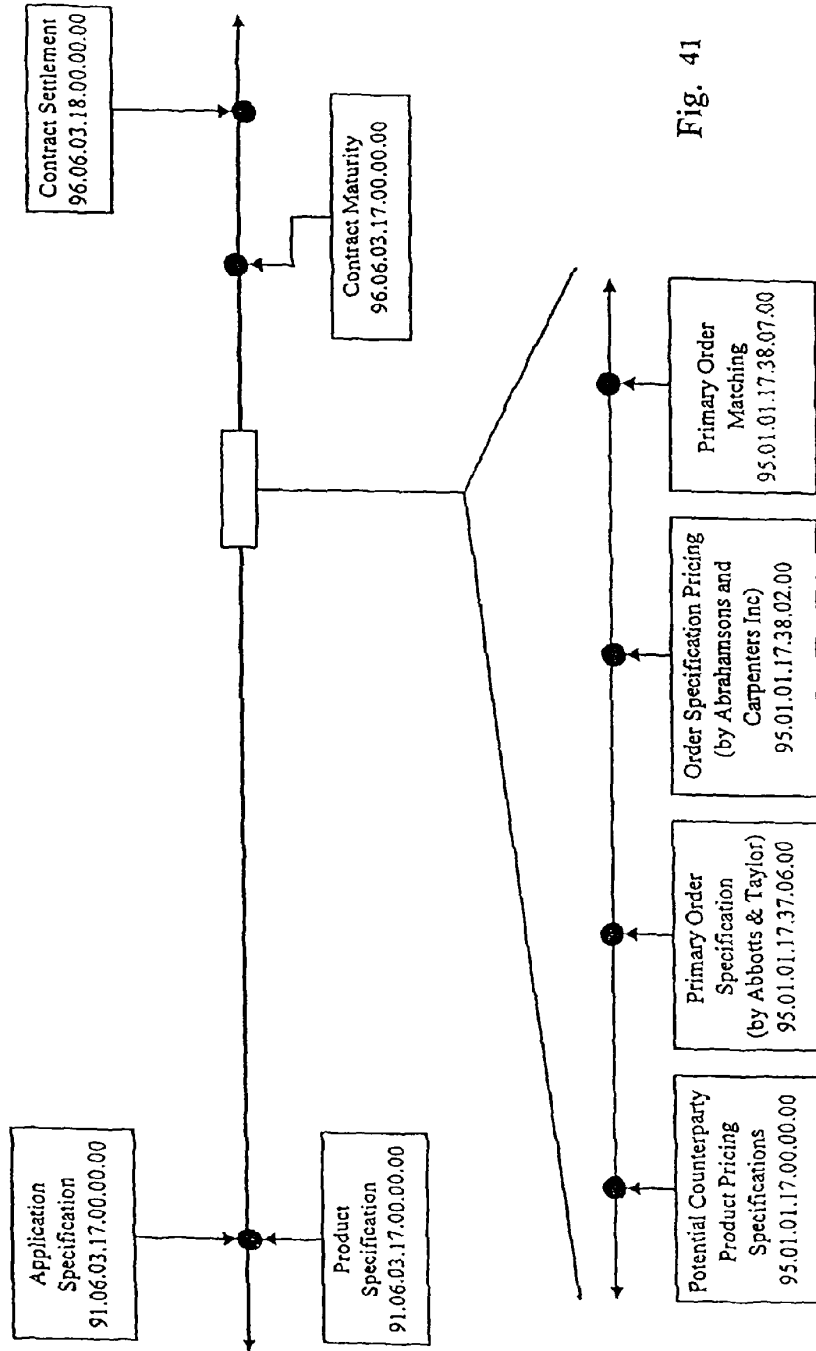 Application
Specification
91.06.03.17.00.00.00
Product
Specification
91.06.03.17.00.00.00
Contract Settlement
96.06.03.18.00.00.00
Contract Maturity
96.06.03.17.00.00.00
Potential Counterparty
Product Pricing
Specifications
95.01.01.17.00.00.00
Primary Order
Specification
(by Abbotts & Taylor)
95.01.01.17.37.06.00
Order Specification Pricing
(by Abrahamsons and
Carpenters Inc)
95.01.01.17.38.02.00
Primary Order
Matching
95.01.01.17.38.07.00
Fig. 41